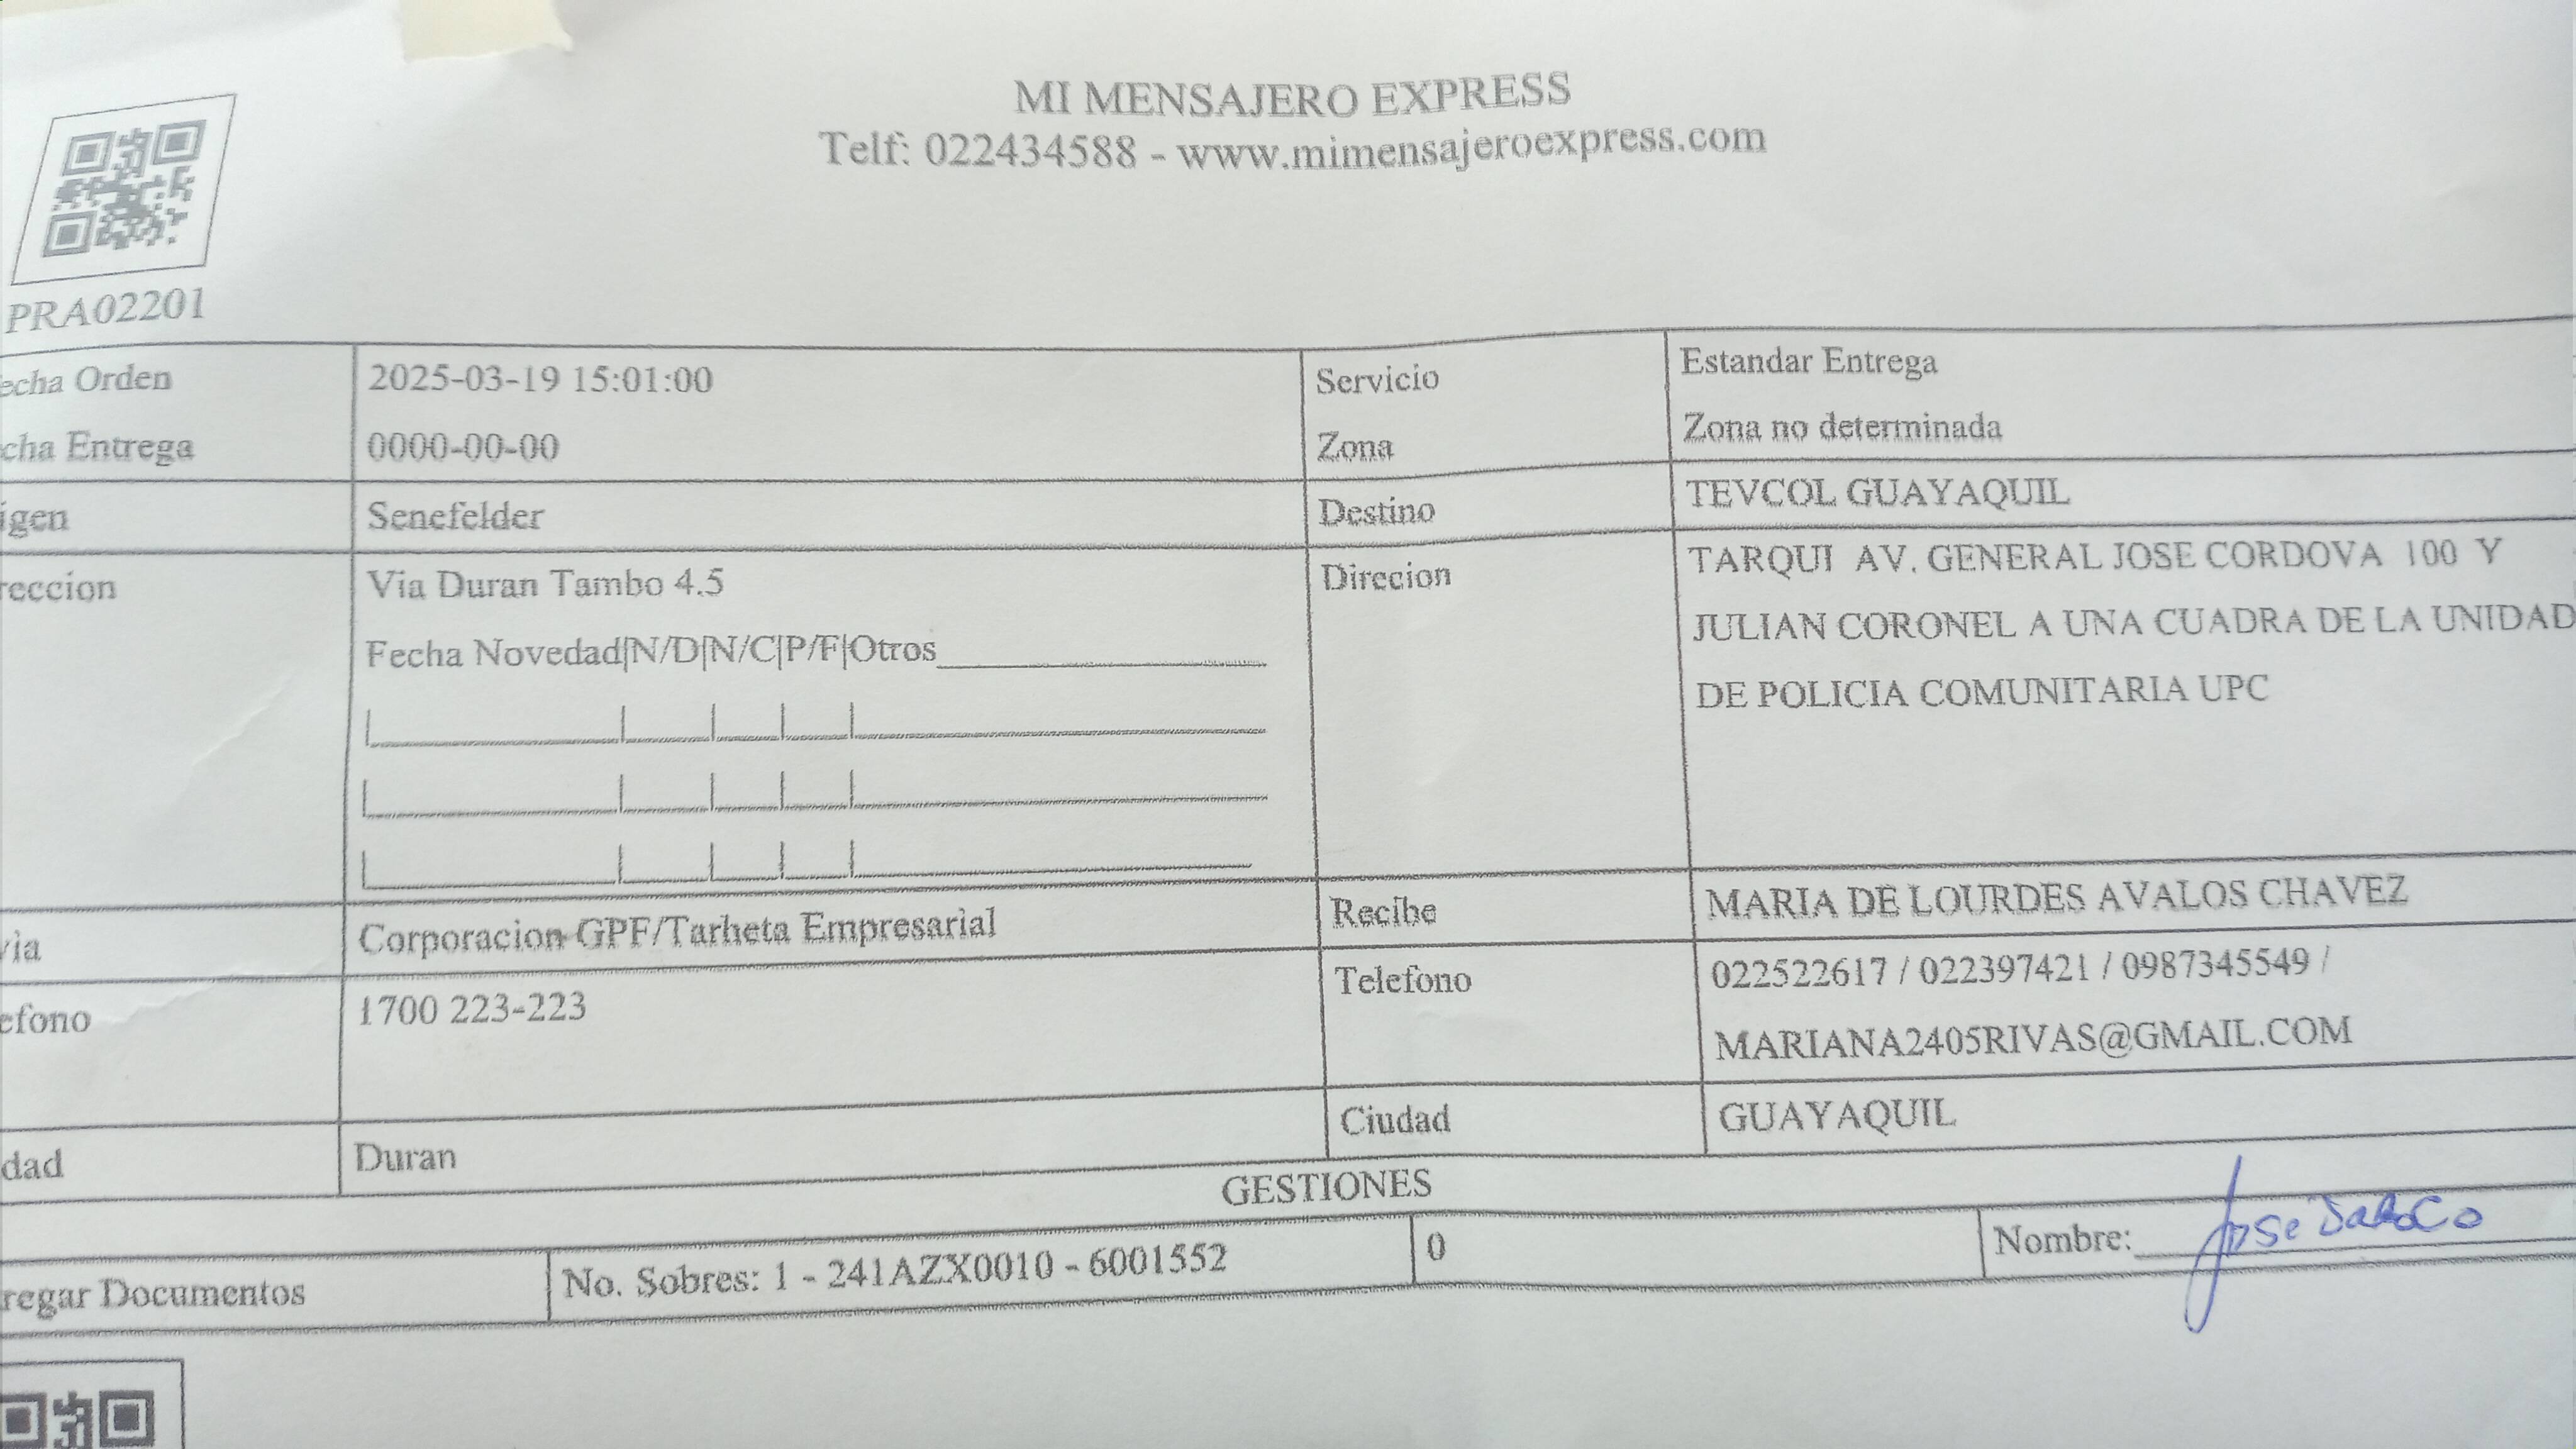 MI MENSAJERO EXPRESS
Telf: 022434588 - www.mimensajeroexpress.com
PRA02201
echa Orden 2025-03-19 15:01:00 Servicio Estandar Entrega
cha Entrega 0000-00-00 Zona Zona no determinada
igen Senefelder Destino TEVCOL GUAYAQUIL
reccion Via Duran Tambo 4.5 Direcion TARQUI AV. GENERAL JOSE CORDOVA 100 Y
Fecha Novedad|N/D|N/C|P/F|Otros JULIAN CORONEL A UNA CUADRA DE LA UNIDAD
DE POLICIA COMUNITARIA UPC
via Corporacion GPF/Tarheta Empresarial Recibe MARIA DE LOURDES AVALOS CHAVEZ
efono 1700 223-223 Telefono 022522617 / 022397421 / 0987345549 /
MARIANA2405RIVAS@GMAIL.COM
dad Duran Ciudad GUAYAQUIL
GESTIONES
regar Documentos No. Sobres: 1 - 241AZX0010 - 6001552 0 Nombre: Jose